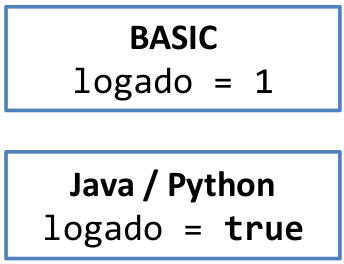 BASIC
logado = 1
Java / Python
logado = true